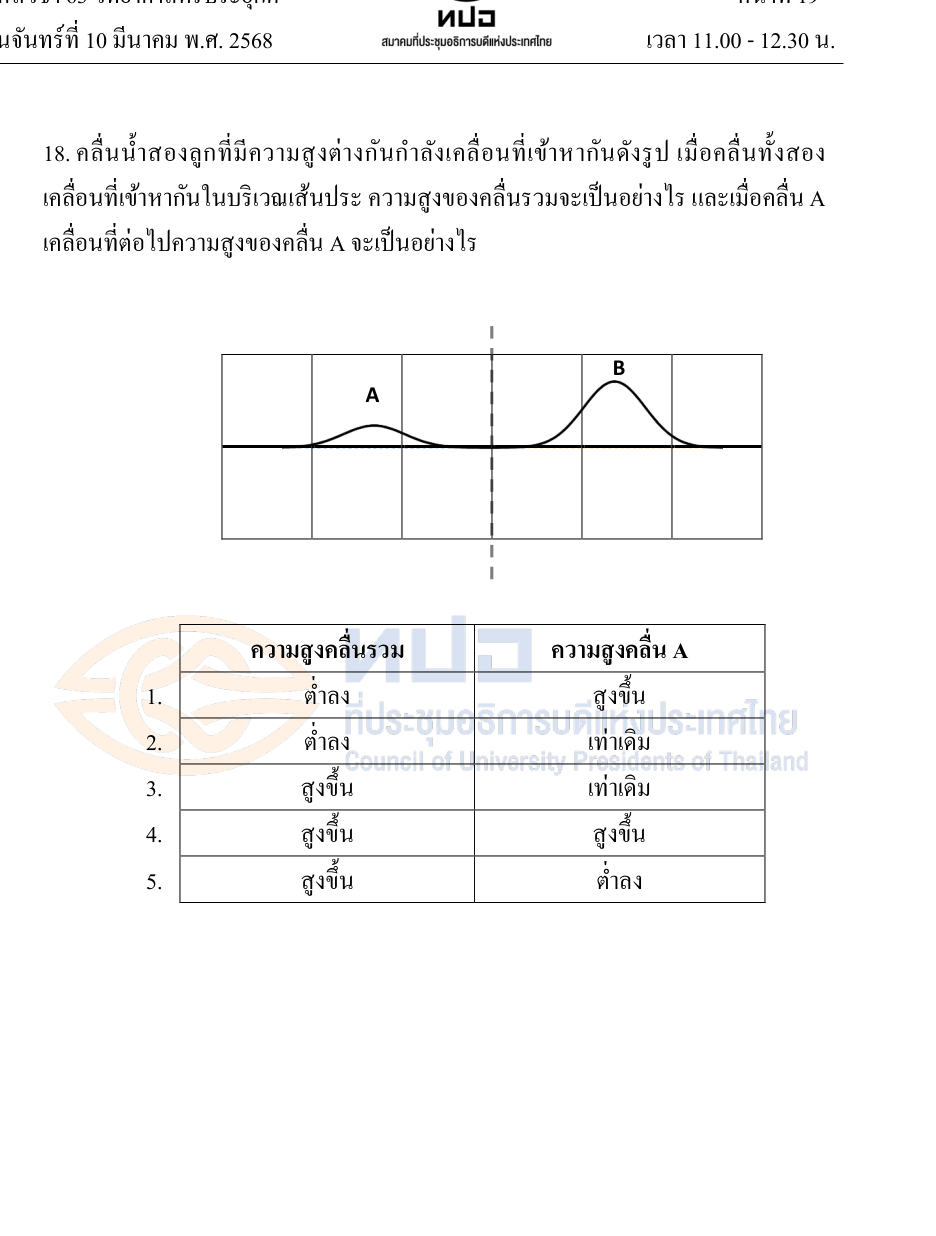 นจันทร์ที่ 10 มีนาคม พ.ศ. 2568
ทปอ
สมาคมที่ประชุมอธิการบดีแห่งประเทศไทย
เวลา 11.00 - 12.30 น.
18. คลื่นน้ำสองลูกที่มีความสูงต่างกันกำลังเคลื่อนที่เข้าหากันดังรูป เมื่อคลื่นทั้งสอง
เคลื่อนที่เข้าหากันในบริเวณเส้นประ ความสูงของคลื่นรวมจะเป็นอย่างไร และเมื่อคลื่น A
เคลื่อนที่ต่อไปความสูงของคลื่น A จะเป็นอย่างไร
A
B
ทปอ
ที่ประชุมอธิการบดีแห่งประเทศไทย
Council of University Presidents of Thailand
ความสูงคลื่นรวม ความสูงคลื่น A
1. ต่ำลง สูงขึ้น
2. ต่ำลง เท่าเดิม
3. สูงขึ้น เท่าเดิม
4. สูงขึ้น สูงขึ้น
5. สูงขึ้น ต่ำลง